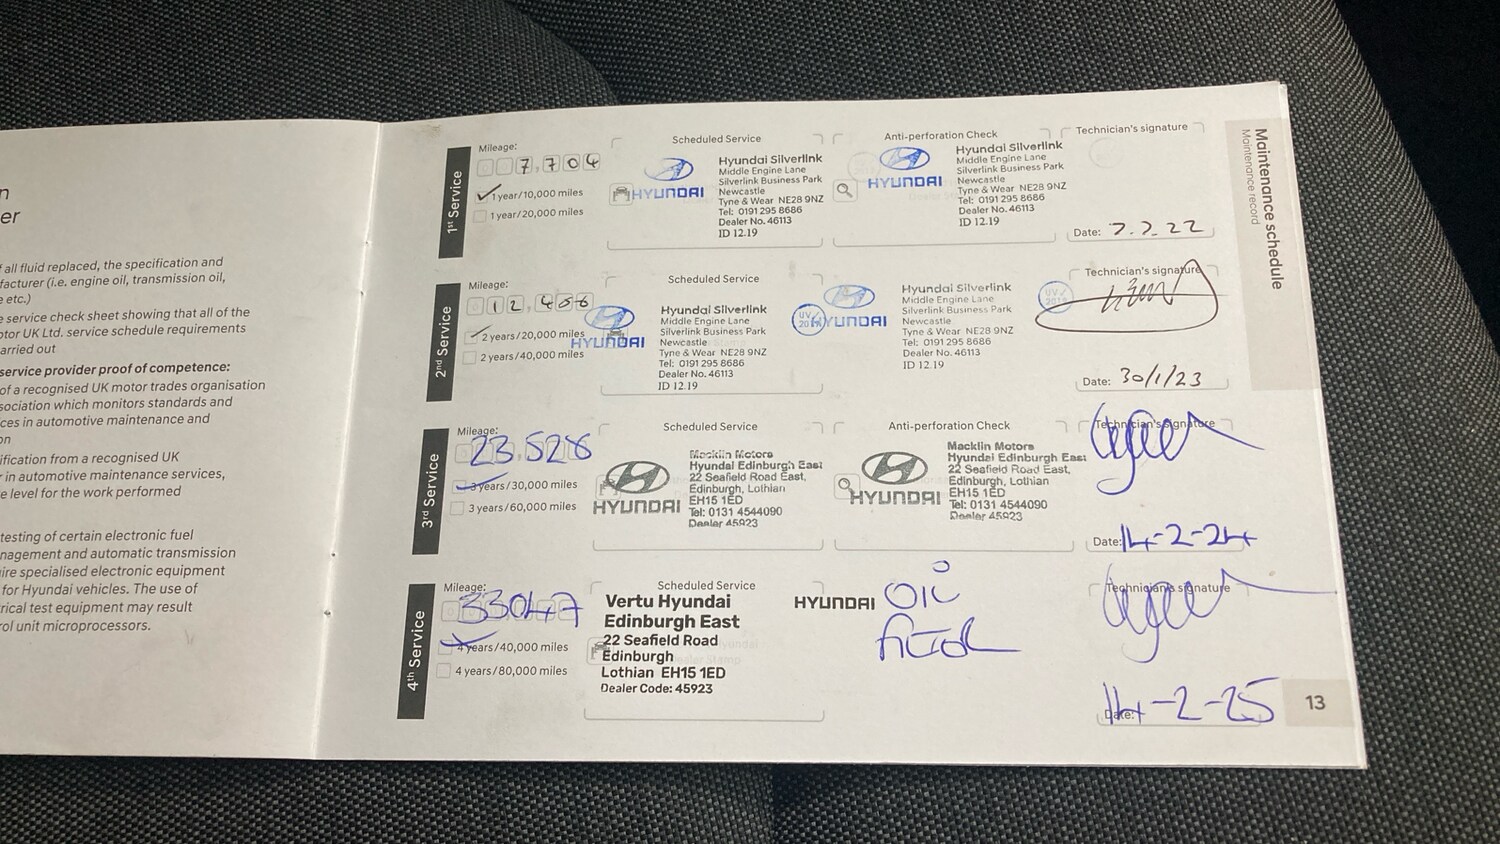 n
er
f all fluid replaced, the specification and
facturer (i.e. engine oil, transmission oil,
e etc.)
e service check sheet showing that all of the
otor UK Ltd. service schedule requirements
arried out
service provider proof of competence:
of a recognised UK motor trades organisation
sociation which monitors standards and
ices in automotive maintenance and
on
ification from a recognised UK
r in automotive maintenance services,
e level for the work performed
testing of certain electronic fuel
nagement and automatic transmission
ire specialised electronic equipment
for Hyundai vehicles. The use of
rical test equipment may result
rol unit microprocessors.
Maintenance schedule
Maintenance record
1st Service
Mileage:
7,704
1 year/10,000 miles
1 year/20,000 miles
Scheduled Service
HYUNDAI
Hyundai Silverlink
Middle Engine Lane
Silverlink Business Park
Newcastle
Tyne & Wear NE28 9NZ
Tel: 0191 295 8686
Dealer No. 46113
ID 12.19
Anti-perforation Check
HYUNDAI
Hyundai Silverlink
Middle Engine Lane
Silverlink Business Park
Newcastle
Tyne & Wear NE28 9NZ
Tel: 0191 295 8686
Dealer No. 46113
ID 12.19
Technician's signature
Date: 7.7.22
2nd Service
Mileage:
12,456
2 years/20,000 miles
2 years/40,000 miles
Scheduled Service
HYUNDAI
Hyundai Silverlink
Middle Engine Lane
Silverlink Business Park
Newcastle
Tyne & Wear NE28 9NZ
Tel: 0191 295 8686
Dealer No. 46113
ID 12.19
HYUNDAI
Hyundai Silverlink
Middle Engine Lane
Silverlink Business Park
Newcastle
Tyne & Wear NE28 9NZ
Tel: 0191 295 8686
Dealer No. 46113
ID 12.19
Technician's signature
Date: 30/1/23
3rd Service
Mileage:
23,528
3 years/30,000 miles
3 years/60,000 miles
Scheduled Service
HYUNDAI
Macklin Motors
Hyundai Edinburgh East
22 Seafield Road East,
Edinburgh, Lothian
EH15 1ED
Tel: 0131 4544090
Dealer 45923
Anti-perforation Check
HYUNDAI
Macklin Motors
Hyundai Edinburgh East
22 Seafield Road East,
Edinburgh, Lothian
EH15 1ED
Tel: 0131 4544090
Dealer 45923
Technician's signature
Date: 14-2-24
4th Service
Mileage:
33047
4 years/40,000 miles
4 years/80,000 miles
Scheduled Service
Vertu Hyundai
Edinburgh East
22 Seafield Road
Edinburgh
Lothian EH15 1ED
Dealer Code: 45923
HYUNDAI
OIL
Technician's signature
Date: 14-2-25
13